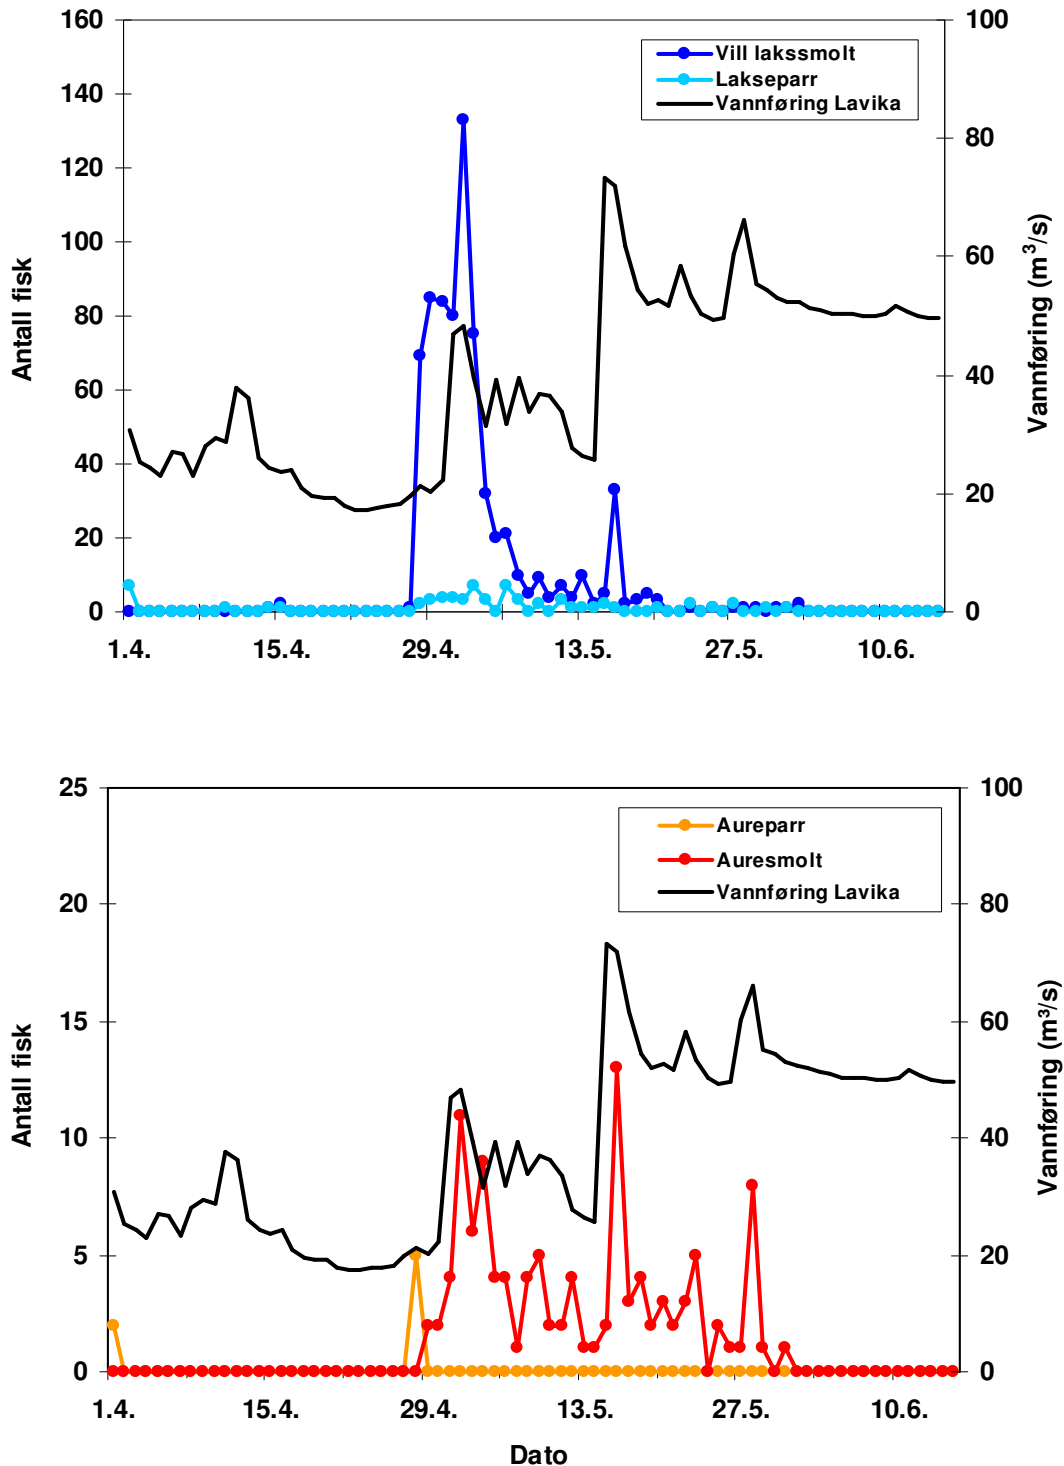 160
140
120
100
80
60
40
20
0
Antall fisk
100
80
60
40
20
0
Vannføring (m³/s)
Vill lakssmolt
Lakseparr
Vannføring Lavika
1.4. 15.4. 29.4. 13.5. 27.5. 10.6.
25
20
15
10
5
0
Antall fisk
100
80
60
40
20
0
Vannføring (m³/s)
Aureparr
Auresmolt
Vannføring Lavika
1.4. 15.4. 29.4. 13.5. 27.5. 10.6.
Dato